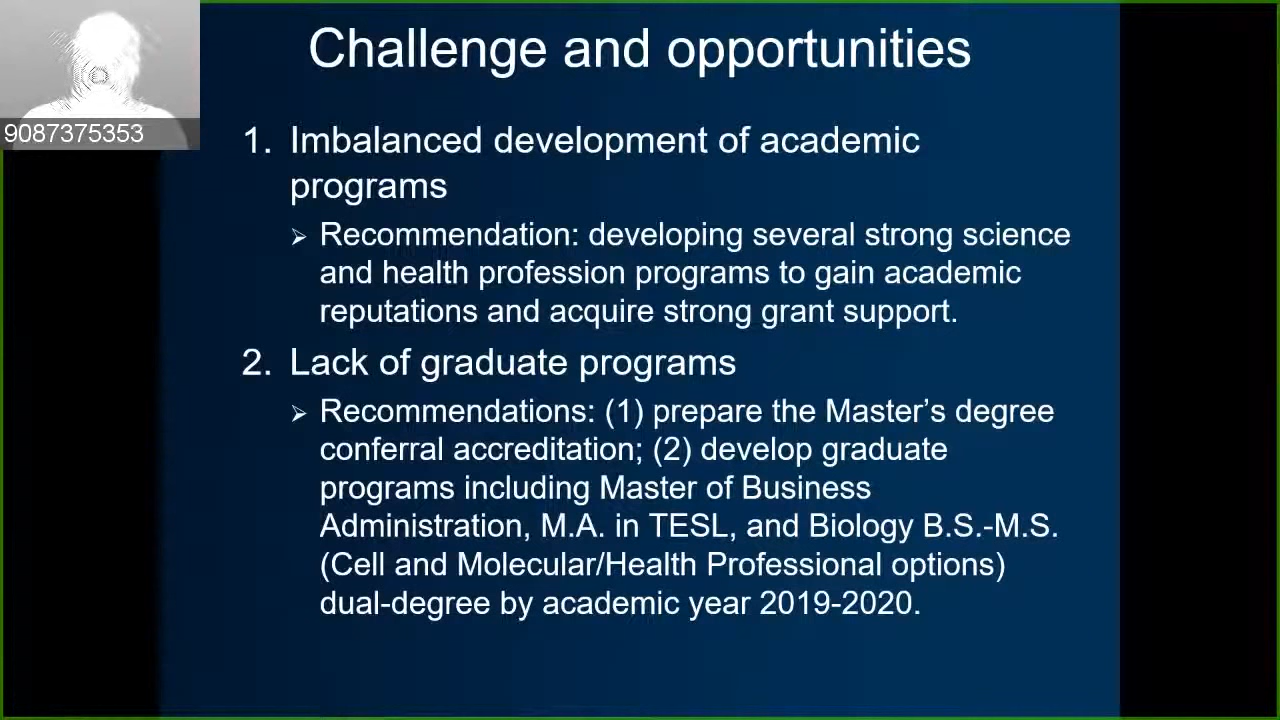 Challenge and opportunities
9087375353
1. Imbalanced development of academic
programs
➢ Recommendation: developing several strong science
and health profession programs to gain academic
reputations and acquire strong grant support.
2. Lack of graduate programs
➢ Recommendations: (1) prepare the Master’s degree
conferral accreditation; (2) develop graduate
programs including Master of Business
Administration, M.A. in TESL, and Biology B.S.-M.S.
(Cell and Molecular/Health Professional options)
dual-degree by academic year 2019-2020.